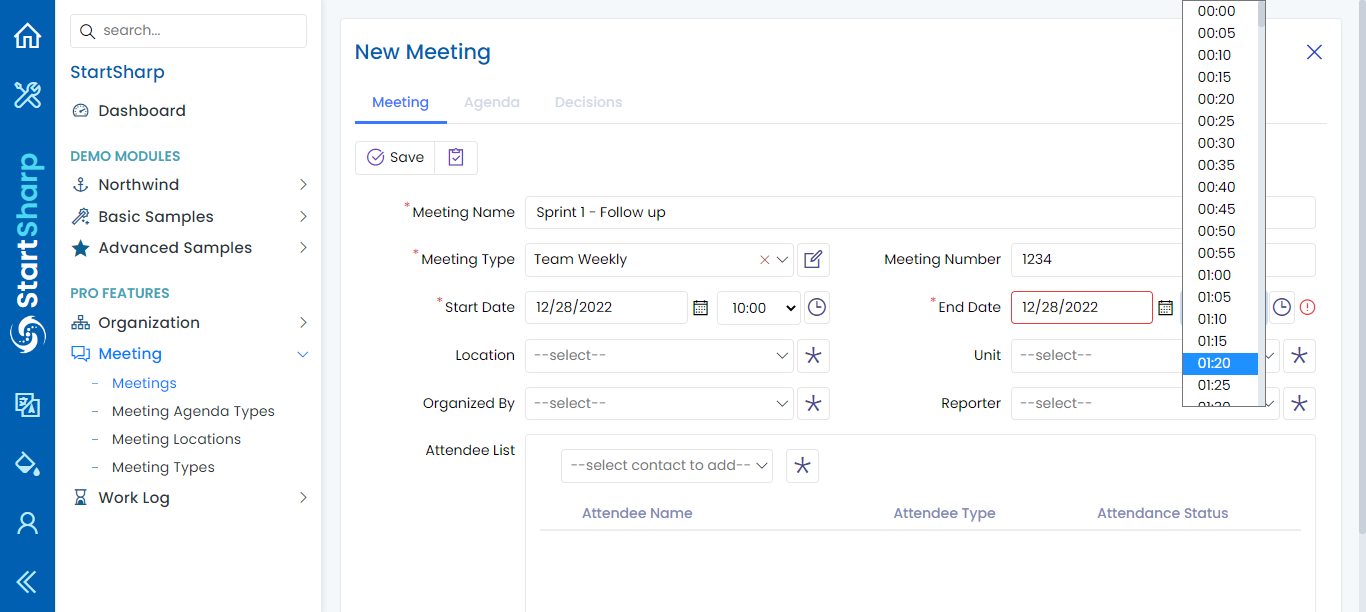 StartSharp
search...
StartSharp
Dashboard
DEMO MODULES
Northwind
Basic Samples
Advanced Samples
PRO FEATURES
Organization
Meeting
– Meetings
– Meeting Agenda Types
– Meeting Locations
– Meeting Types
Work Log
New Meeting
Meeting Agenda Decisions
Save
*Meeting Name Sprint 1 - Follow up
*Meeting Type Team Weekly
Meeting Number 1234
*Start Date 12/28/2022 10:00
*End Date 12/28/2022
Location --select--
Unit --select--
Organized By --select--
Reporter --select--
Attendee List
--select contact to add--
Attendee Name Attendee Type Attendance Status
00:00
00:05
00:10
00:15
00:20
00:25
00:30
00:35
00:40
00:45
00:50
00:55
01:00
01:05
01:10
01:15
01:20
01:25
01:30